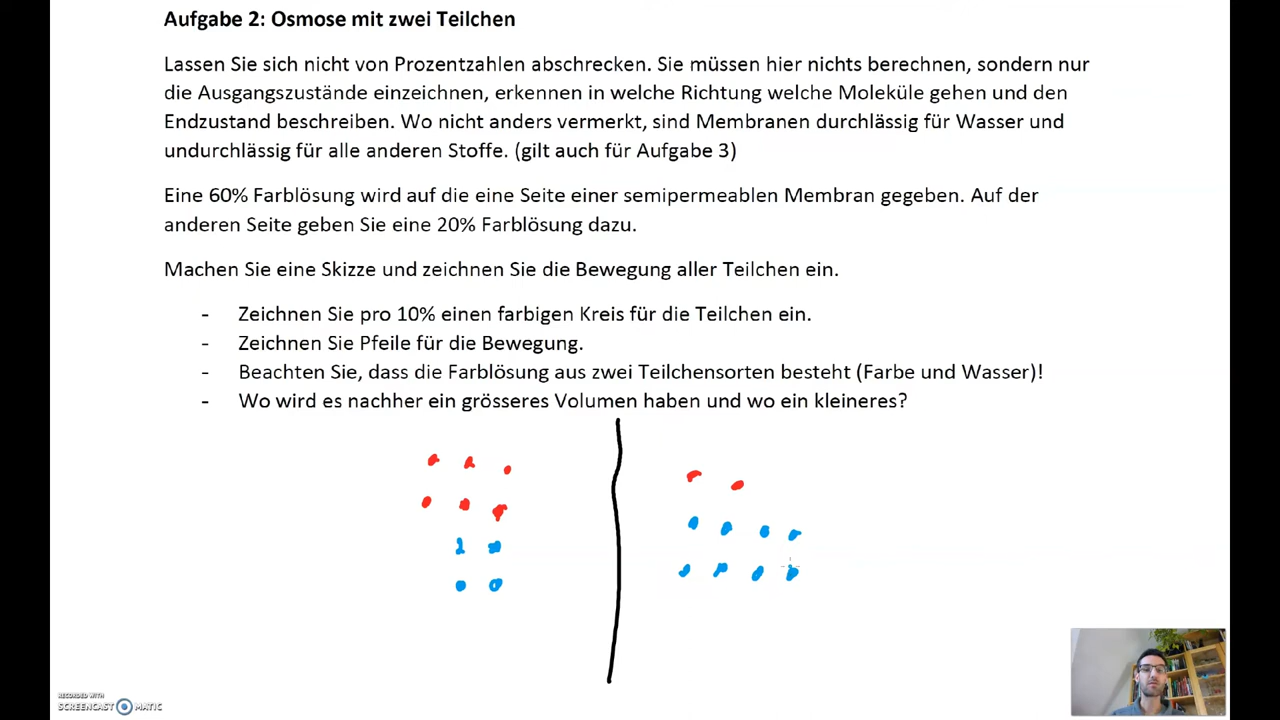 Aufgabe 2: Osmose mit zwei Teilchen
Lassen Sie sich nicht von Prozentzahlen abschrecken. Sie müssen hier nichts berechnen, sondern nur
die Ausgangszustände einzeichnen, erkennen in welche Richtung welche Moleküle gehen und den
Endzustand beschreiben. Wo nicht anders vermerkt, sind Membranen durchlässig für Wasser und
undurchlässig für alle anderen Stoffe. (gilt auch für Aufgabe 3)
Eine 60% Farblösung wird auf die eine Seite einer semipermeablen Membran gegeben. Auf der
anderen Seite geben Sie eine 20% Farblösung dazu.
Machen Sie eine Skizze und zeichnen Sie die Bewegung aller Teilchen ein.
- Zeichnen Sie pro 10% einen farbigen Kreis für die Teilchen ein.
- Zeichnen Sie Pfeile für die Bewegung.
- Beachten Sie, dass die Farblösung aus zwei Teilchensorten besteht (Farbe und Wasser)!
- Wo wird es nachher ein grösseres Volumen haben und wo ein kleineres?
RECORDED WITH
SCREENCAST MATIC